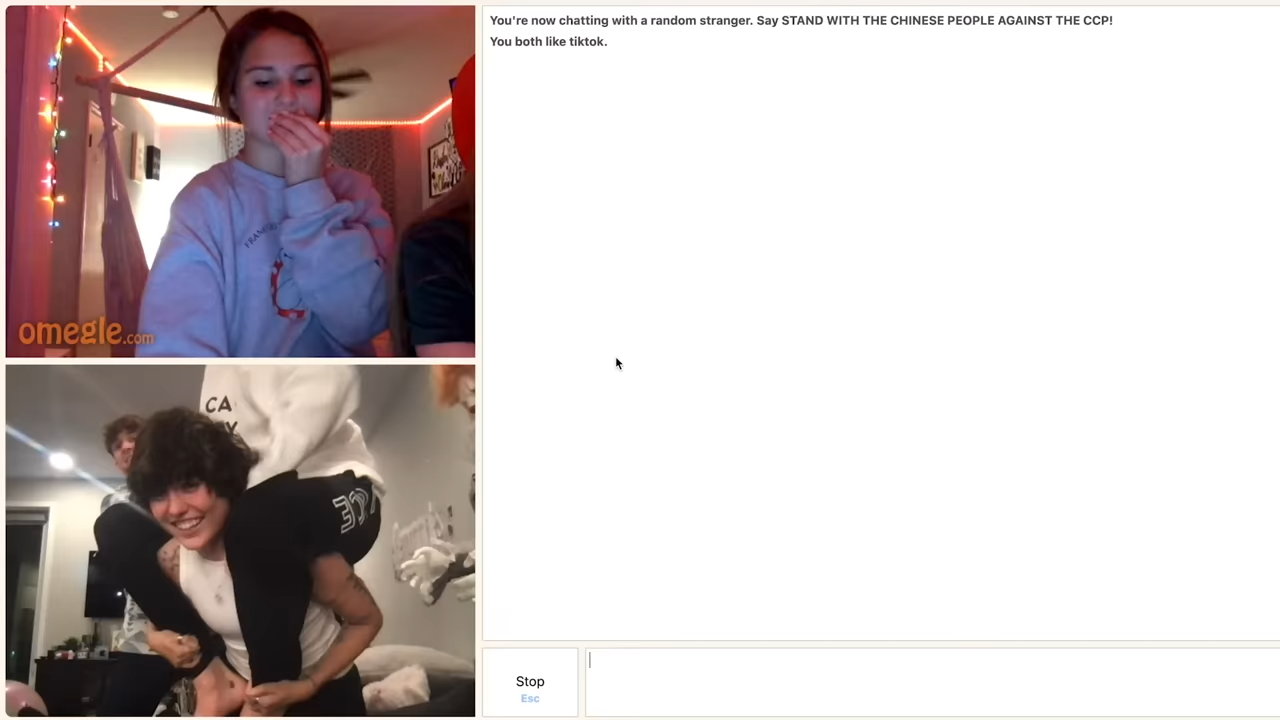 You're now chatting with a random stranger. Say STAND WITH THE CHINESE PEOPLE AGAINST THE CCP!
You both like tiktok.
omegle.com
CA
Stop
Esc